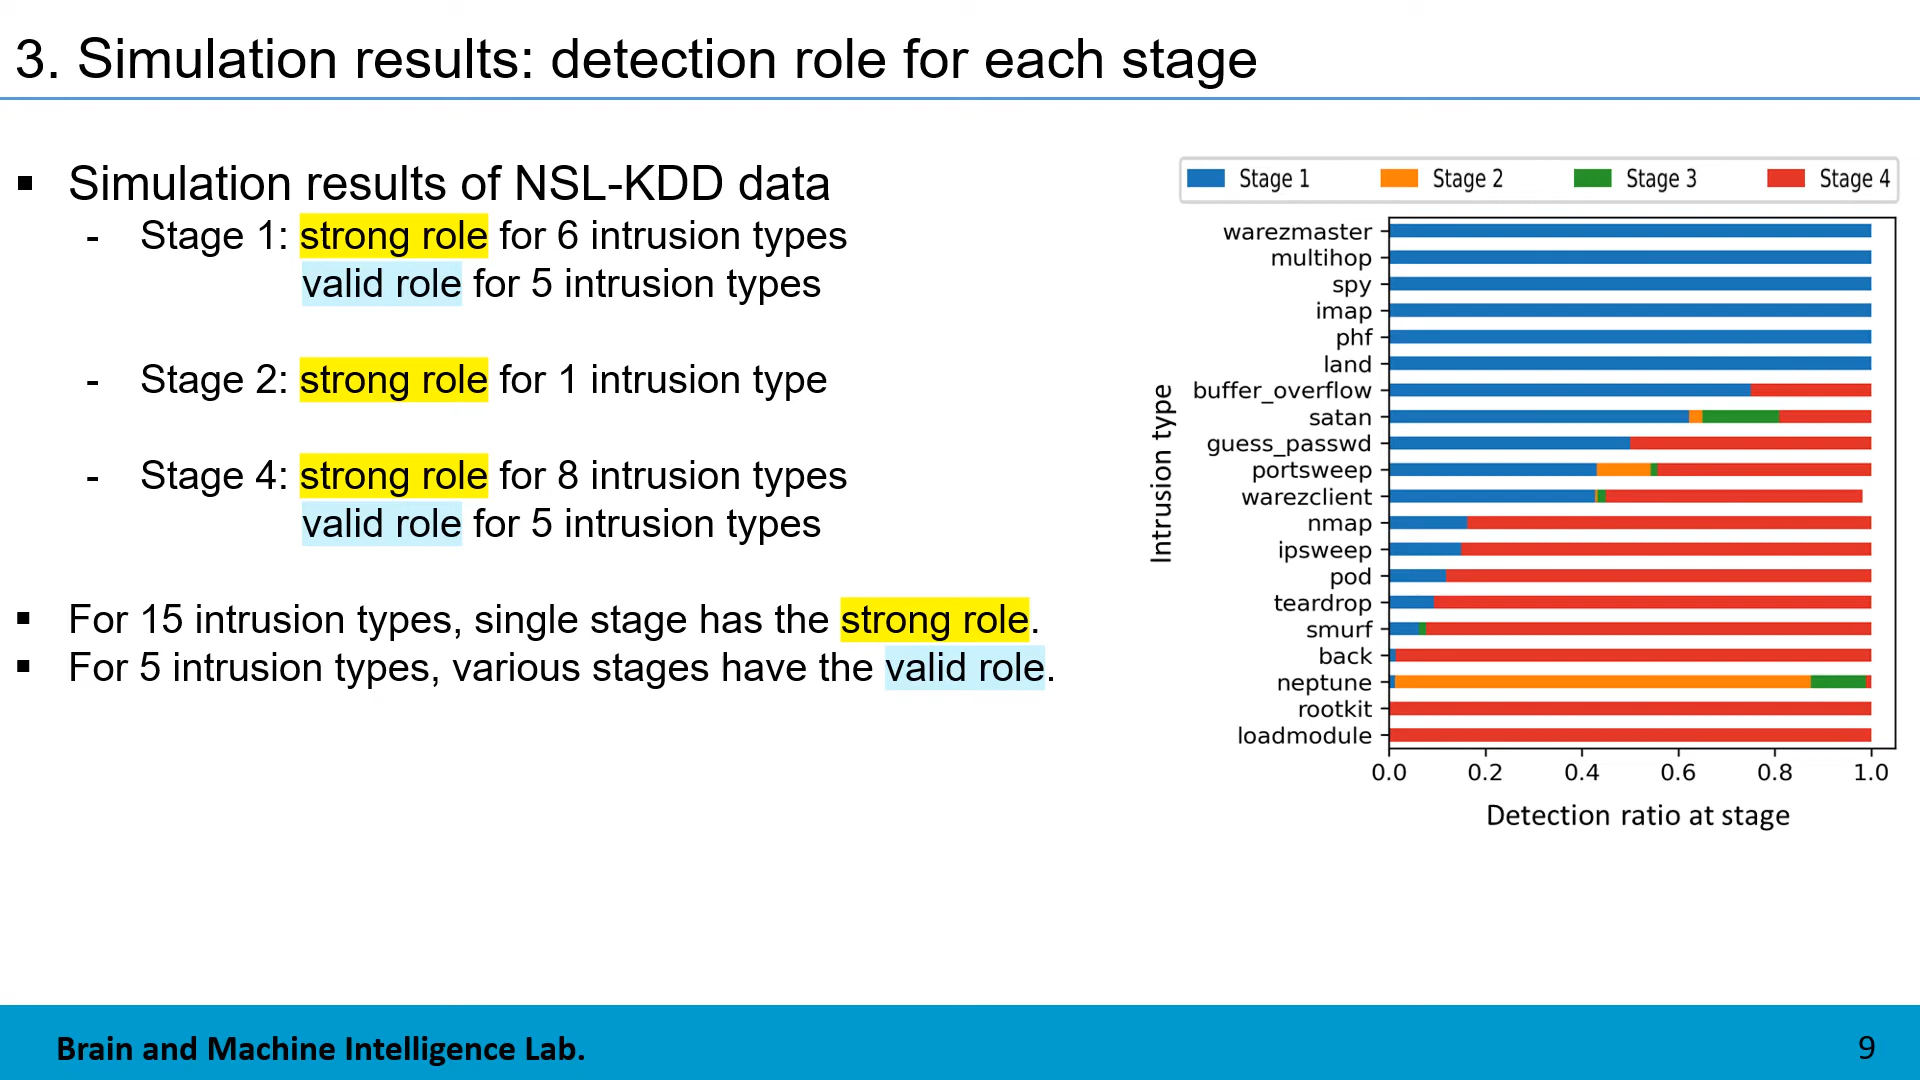 3. Simulation results: detection role for each stage
▪ Simulation results of NSL-KDD data
- Stage 1: strong role for 6 intrusion types
valid role for 5 intrusion types
- Stage 2: strong role for 1 intrusion type
- Stage 4: strong role for 8 intrusion types
valid role for 5 intrusion types
▪ For 15 intrusion types, single stage has the strong role.
▪ For 5 intrusion types, various stages have the valid role.
Stage 1 Stage 2 Stage 3 Stage 4
Intrusion type
warezmaster
multihop
spy
imap
phf
land
buffer_overflow
satan
guess_passwd
portsweep
warezclient
nmap
ipsweep
pod
teardrop
smurf
back
neptune
rootkit
loadmodule
0.0 0.2 0.4 0.6 0.8 1.0
Detection ratio at stage
Brain and Machine Intelligence Lab.
9